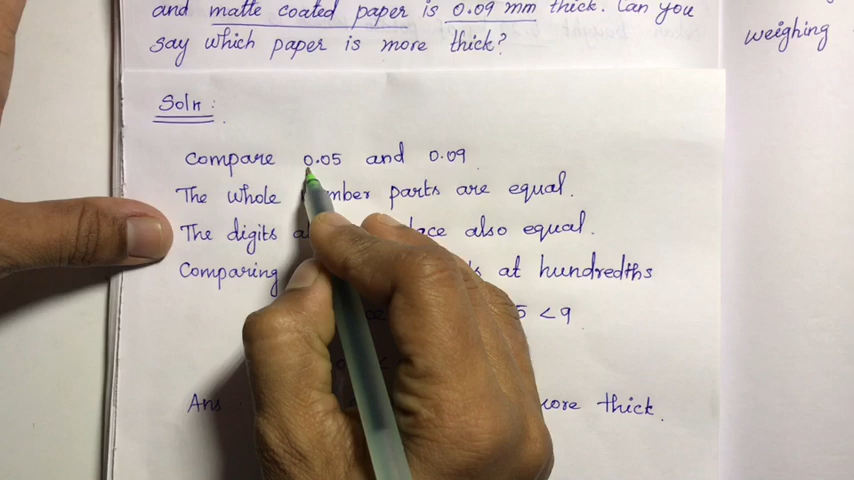 and matte coated paper is 0.09 mm thick. Can you
say which paper is more thick?
weighing
Soln:
Compare 0.05 and 0.09
The whole number parts are equal.
The digits also equal.
Comparing at hundredths
5 < 9
Ans more thick.